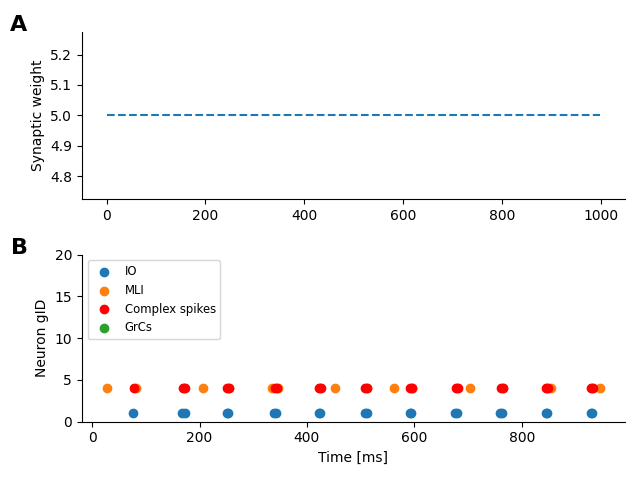 A
Synaptic weight
5.2
5.1
5.0
4.9
4.8
0 200 400 600 800 1000
B
Neuron gID
20
15
10
5
0
IO
MLI
Complex spikes
GrCs
0 200 400 600 800
Time [ms]